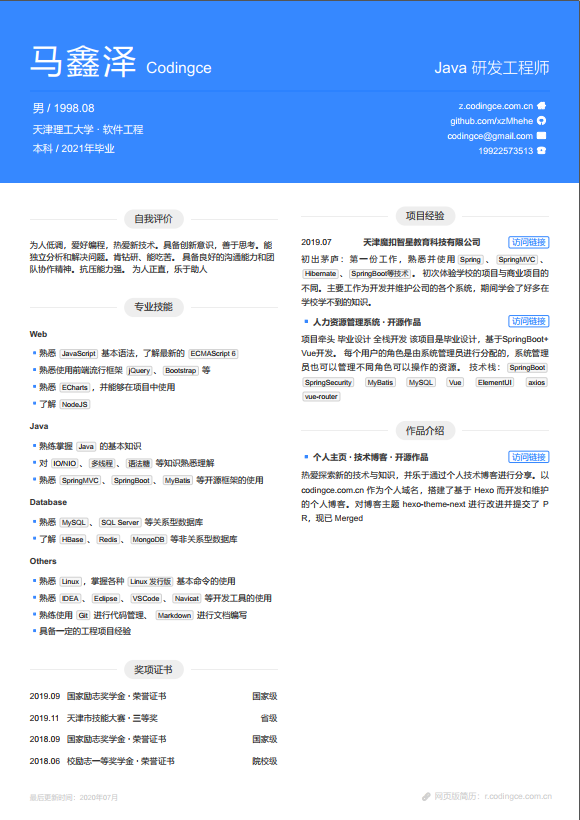 马鑫泽 Codingce
Java 研发工程师
男 / 1998.08
天津理工大学 · 软件工程
本科 / 2021年毕业
z.codingce.com.cn
github.com/xzMhehe
codingce@gmail.com
19922573513
自我评价
为人低调，爱好编程，热爱新技术。具备创新意识，善于思考。能
独立分析和解决问题。肯钻研、能吃苦。 具备良好的沟通能力和团
队协作精神。抗压能力强。 为人正直，乐于助人
专业技能
Web
熟悉 JavaScript 基本语法，了解最新的 ECMAScript 6
熟悉使用前端流行框架 jQuery 、 Bootstrap 等
熟悉 ECharts ，并能够在项目中使用
了解 NodeJS
Java
熟练掌握 Java 的基本知识
对 IO/NIO 、 多线程 、 语法糖 等知识熟悉理解
熟悉 SpringMVC 、 SpringBoot 、 MyBatis 等开源框架的使用
Database
熟悉 MySQL 、 SQL Server 等关系型数据库
了解 HBase 、 Redis 、 MongoDB 等非关系型数据库
Others
熟悉 Linux ，掌握各种 Linux 发行版 基本命令的使用
熟悉 IDEA 、 Eclipse 、 VSCode 、 Navicat 等开发工具的使用
熟练使用 Git 进行代码管理、 Markdown 进行文档编写
具备一定的工程项目经验
奖项证书
2019.09 国家励志奖学金 · 荣誉证书 国家级
2019.11 天津市技能大赛 · 三等奖 省级
2018.09 国家励志奖学金 · 荣誉证书 国家级
2018.06 校励志一等奖学金 · 荣誉证书 院校级
项目经验
2019.07 天津魔扣智星教育科技有限公司 访问链接
初出茅庐：第一份工作，熟悉并使用 Spring 、 SpringMVC 、
Hibernate 、 SpringBoot等技术 。 初次体验学校的项目与商业项目的
不同。主要工作为开发并维护公司的各个系统，期间学会了好多在
学校学不到的知识。
人力资源管理系统 · 开源作品 访问链接
项目牵头 毕业设计 全栈开发 该项目是毕业设计，基于SpringBoot+
Vue开发。 每个用户的角色是由系统管理员进行分配的，系统管理
员也可以管理不同角色可以操作的资源。 技术栈： SpringBoot
SpringSecurity MyBatis MySQL Vue ElementUI axios
vue-router
作品介绍
个人主页 · 技术博客 · 开源作品 访问链接
热爱探索新的技术与知识，并乐于通过个人技术博客进行分享。以
codingce.com.cn 作为个人域名，搭建了基于 Hexo 而开发和维护
的个人博客。对博客主题 hexo-theme-next 进行改进并提交了 P
R，现已 Merged
最后更新时间：2020年07月
网页版简历：r.codingce.com.cn